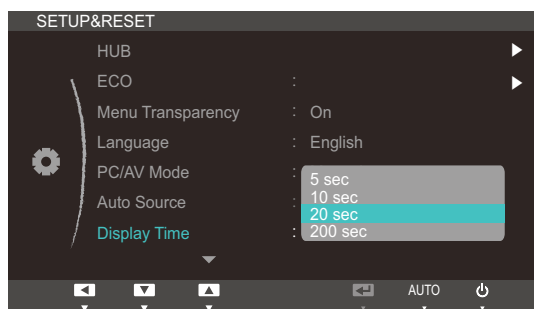 SETUP&RESET
HUB
ECO :
Menu Transparency : On
Language : English
PC/AV Mode :
Auto Source :
Display Time :
5 sec
10 sec
20 sec
200 sec
AUTO